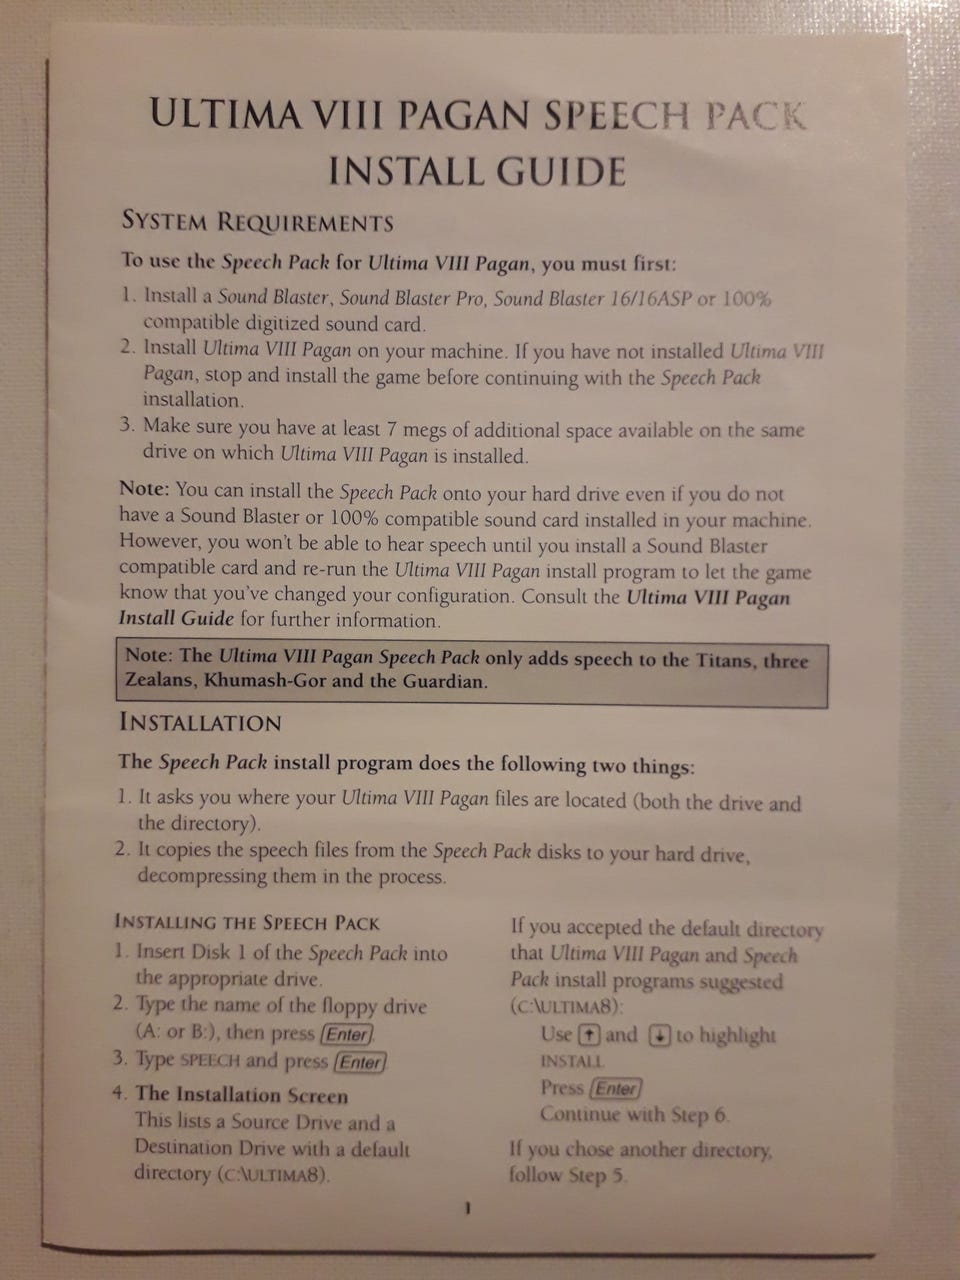 ULTIMA VIII PAGAN SPEECH PACK
INSTALL GUIDE
SYSTEM REQUIREMENTS
To use the Speech Pack for Ultima VIII Pagan, you must first:
1. Install a Sound Blaster, Sound Blaster Pro, Sound Blaster 16/16ASP or 100%
compatible digitized sound card.
2. Install Ultima VIII Pagan on your machine. If you have not installed Ultima VIII
Pagan, stop and install the game before continuing with the Speech Pack
installation.
3. Make sure you have at least 7 megs of additional space available on the same
drive on which Ultima VIII Pagan is installed.
Note: You can install the Speech Pack onto your hard drive even if you do not
have a Sound Blaster or 100% compatible sound card installed in your machine.
However, you won't be able to hear speech until you install a Sound Blaster
compatible card and re-run the Ultima VIII Pagan install program to let the game
know that you've changed your configuration. Consult the Ultima VIII Pagan
Install Guide for further information.
Note: The Ultima VIII Pagan Speech Pack only adds speech to the Titans, three
Zealans, Khumash-Gor and the Guardian.
INSTALLATION
The Speech Pack install program does the following two things:
1. It asks you where your Ultima VIII Pagan files are located (both the drive and
the directory).
2. It copies the speech files from the Speech Pack disks to your hard drive,
decompressing them in the process.
INSTALLING THE SPEECH PACK
1. Insert Disk 1 of the Speech Pack into
the appropriate drive.
2. Type the name of the floppy drive
(A: or B:), then press Enter.
3. Type SPEECH and press Enter.
4. The Installation Screen
This lists a Source Drive and a
Destination Drive with a default
directory (C:\ULTIMA8).
If you accepted the default directory
that Ultima VIII Pagan and Speech
Pack install programs suggested
(C:\ULTIMA8):
Use ↑ and ↓ to highlight
INSTALL.
Press Enter
Continue with Step 6.
If you chose another directory,
follow Step 5.
1